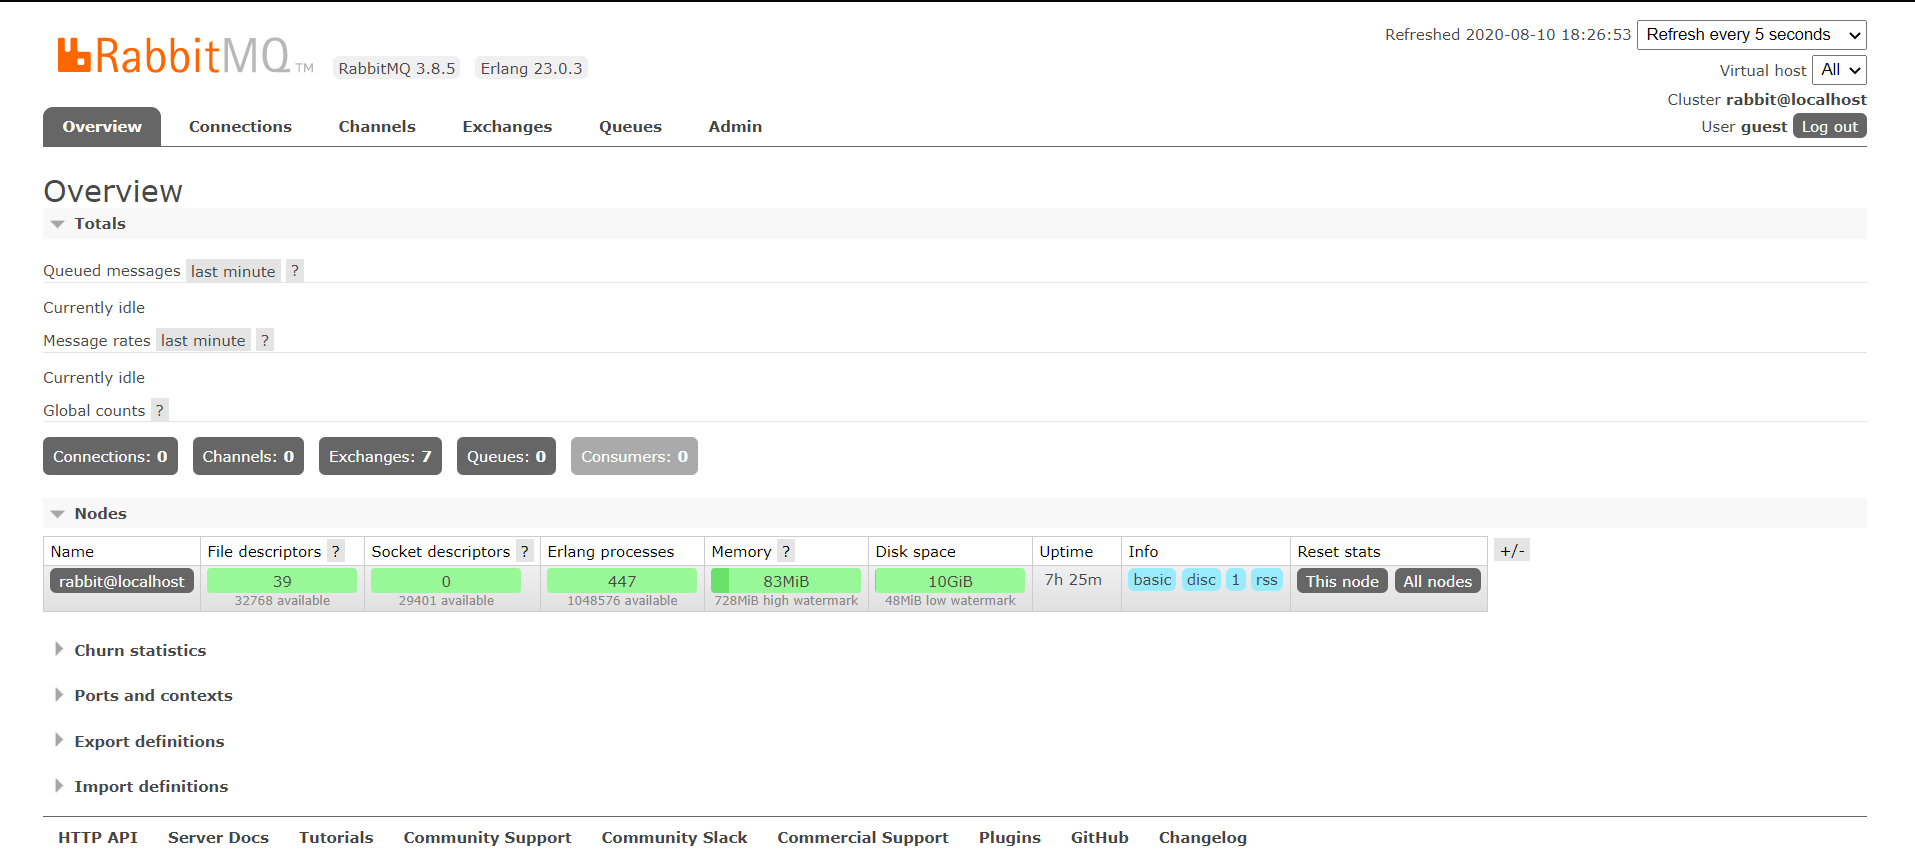 Refreshed 2020-08-10 18:26:53 Refresh every 5 seconds
RabbitMQ TM RabbitMQ 3.8.5 Erlang 23.0.3
Virtual host All
Cluster rabbit@localhost
User guest Log out
Overview Connections Channels Exchanges Queues Admin
Overview
Totals
Queued messages last minute ?
Currently idle
Message rates last minute ?
Currently idle
Global counts ?
Connections: 0 Channels: 0 Exchanges: 7 Queues: 0 Consumers: 0
Nodes
Name File descriptors ? Socket descriptors ? Erlang processes Memory ? Disk space Uptime Info Reset stats +/-
rabbit@localhost 39 0 447 83MiB 10GiB 7h 25m basic disc 1 rss This node All nodes
32768 available 29401 available 1048576 available 728MiB high watermark 48MiB low watermark
Churn statistics
Ports and contexts
Export definitions
Import definitions
HTTP API Server Docs Tutorials Community Support Community Slack Commercial Support Plugins GitHub Changelog